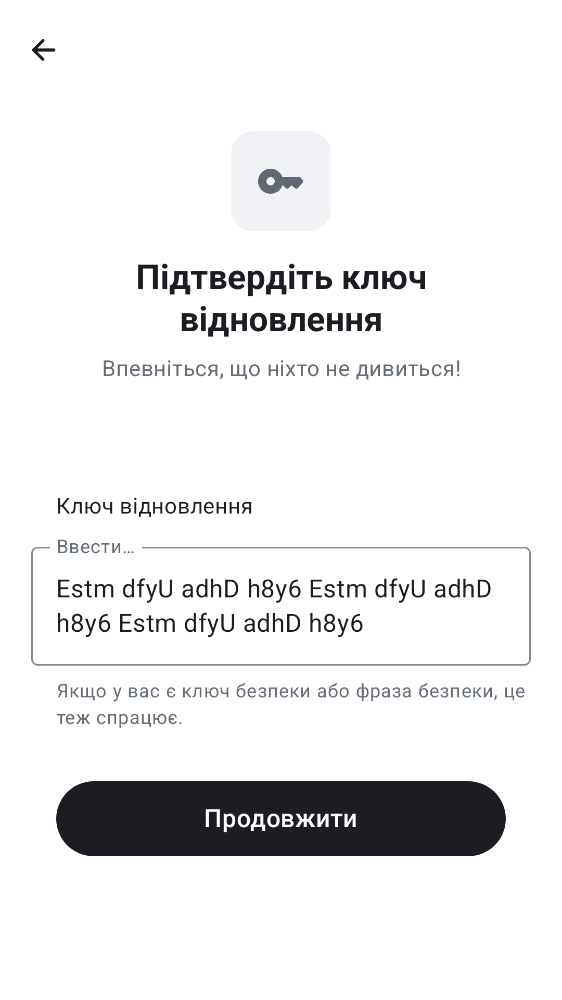 Підтвердіть ключ
відновлення
Впевніться, що ніхто не дивиться!
Ключ відновлення
Ввести…
Estm dfyU adhD h8y6 Estm dfyU adhD
h8y6 Estm dfyU adhD h8y6
Якщо у вас є ключ безпеки або фраза безпеки, це
теж спрацює.
Продовжити